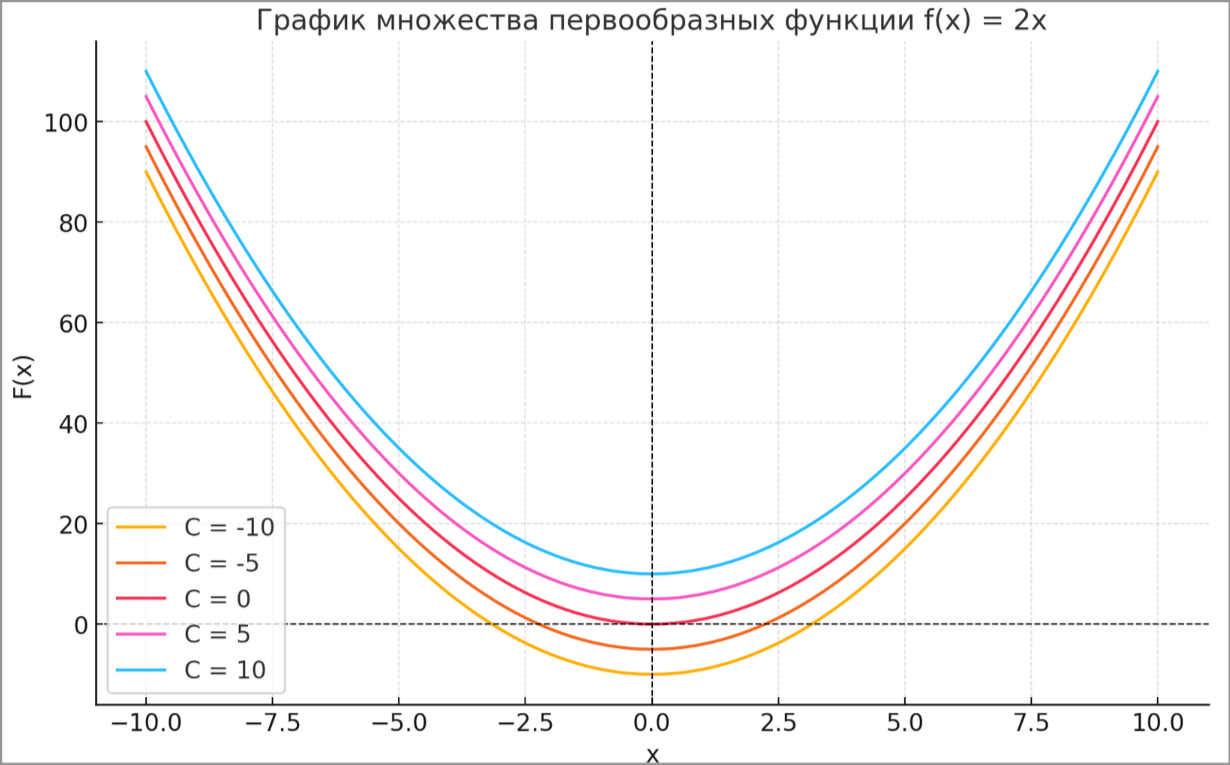 График множества первообразных функции f(x) = 2x
100
80
60
40
20
0
F(x)
C = -10
C = -5
C = 0
C = 5
C = 10
−10.0 −7.5 −5.0 −2.5 0.0 2.5 5.0 7.5 10.0
x